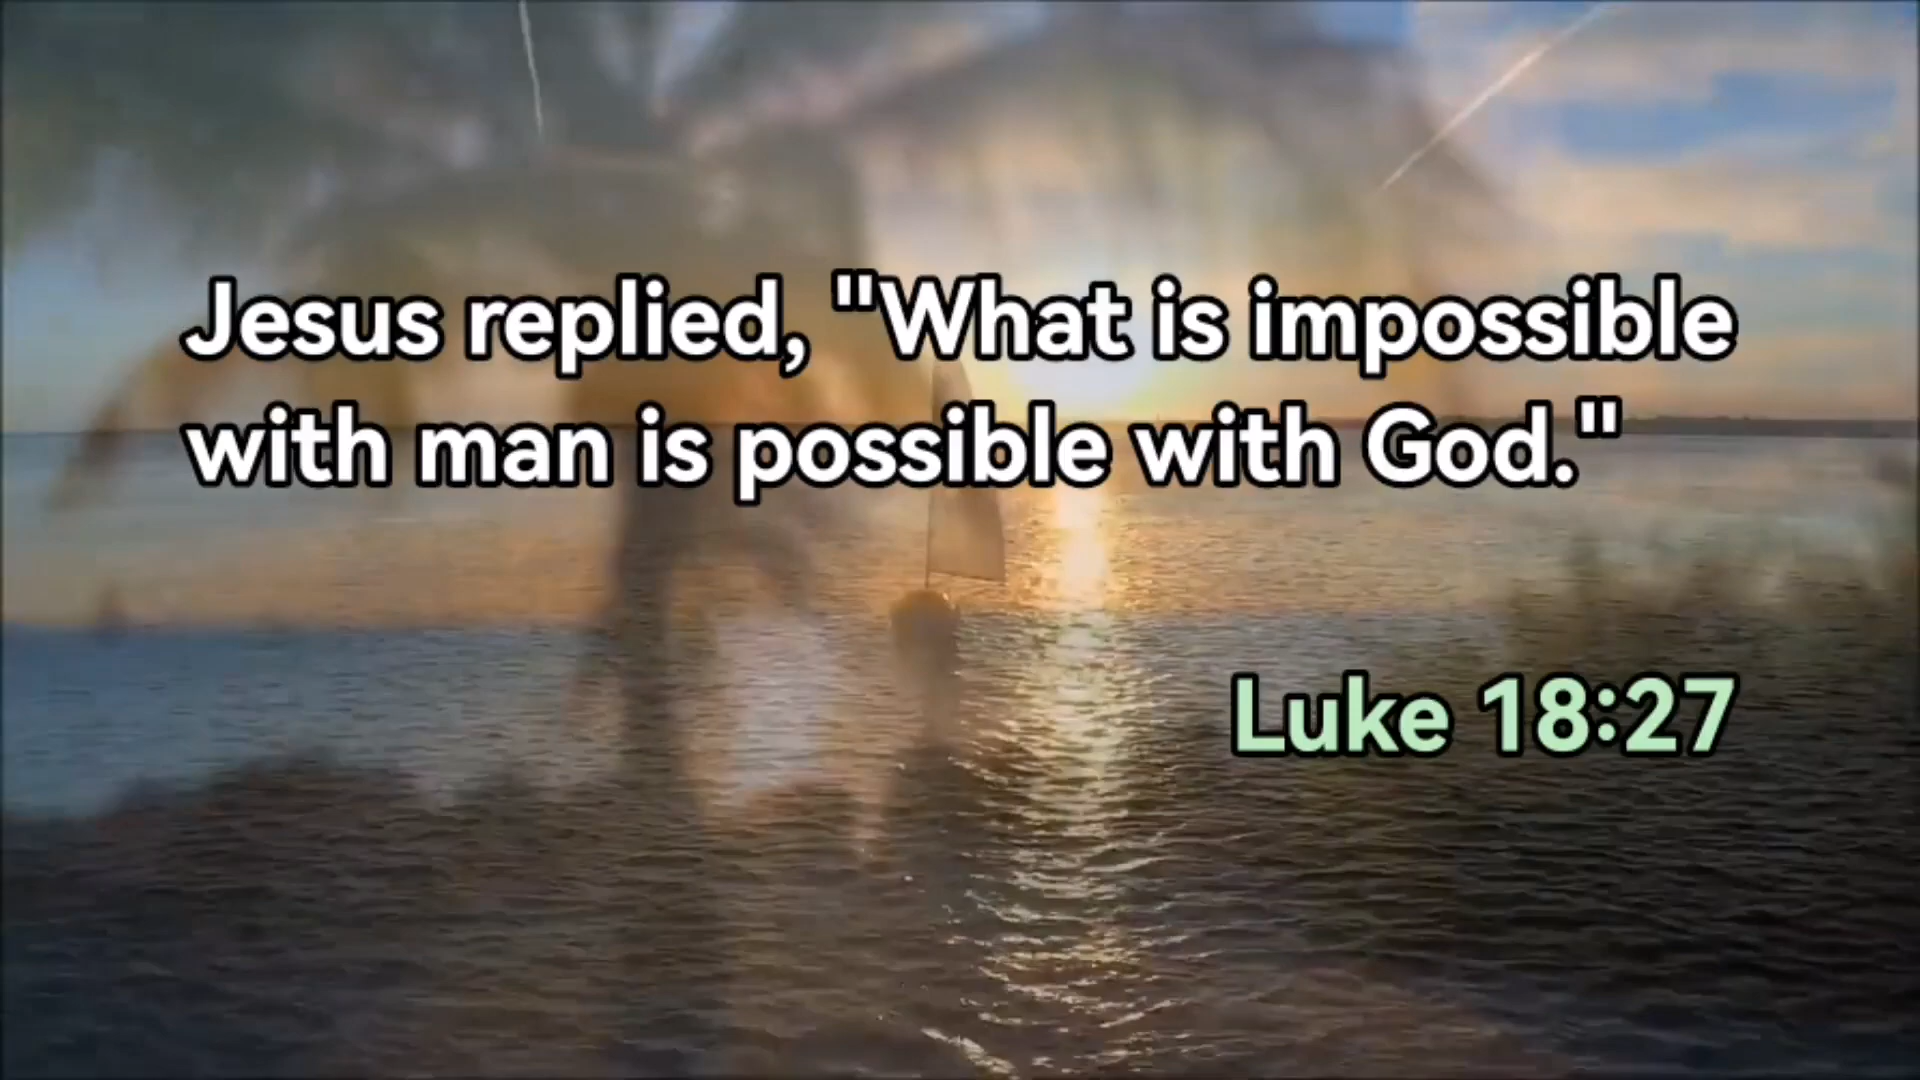 Jesus replied, "What is impossible
with man is possible with God."
Luke 18:27